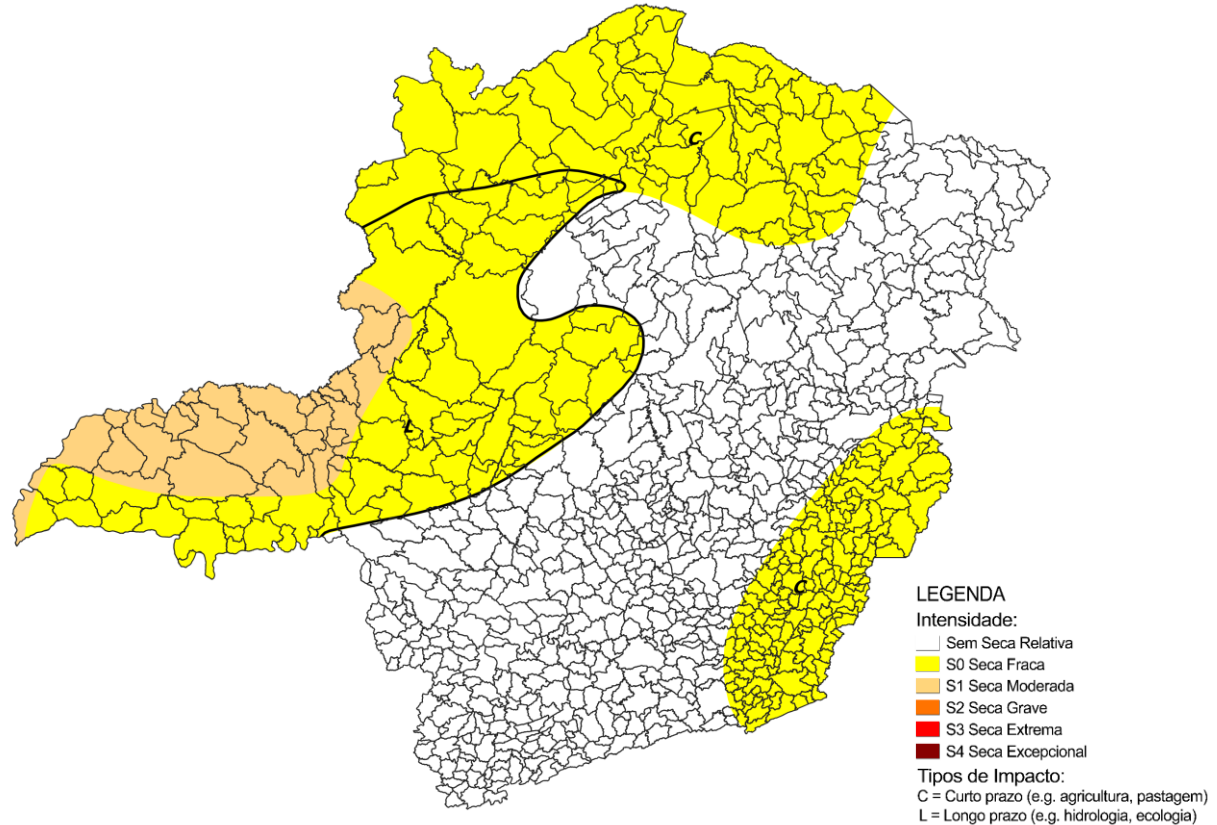 C
L
C
LEGENDA
Intensidade:
Sem Seca Relativa
S0 Seca Fraca
S1 Seca Moderada
S2 Seca Grave
S3 Seca Extrema
S4 Seca Excepcional
Tipos de Impacto:
C = Curto prazo (e.g. agricultura, pastagem)
L = Longo prazo (e.g. hidrologia, ecologia)